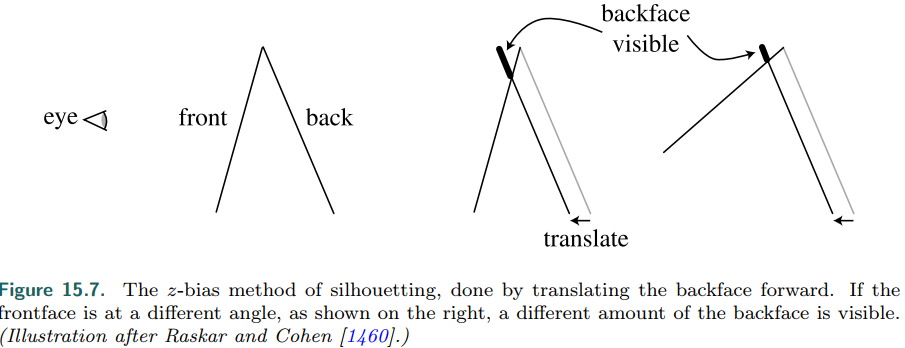 backface
visible
eye
front
back
translate
Figure 15.7. The z-bias method of silhouetting, done by translating the backface forward. If the
frontface is at a different angle, as shown on the right, a different amount of the backface is visible.
(Illustration after Raskar and Cohen [1460].)